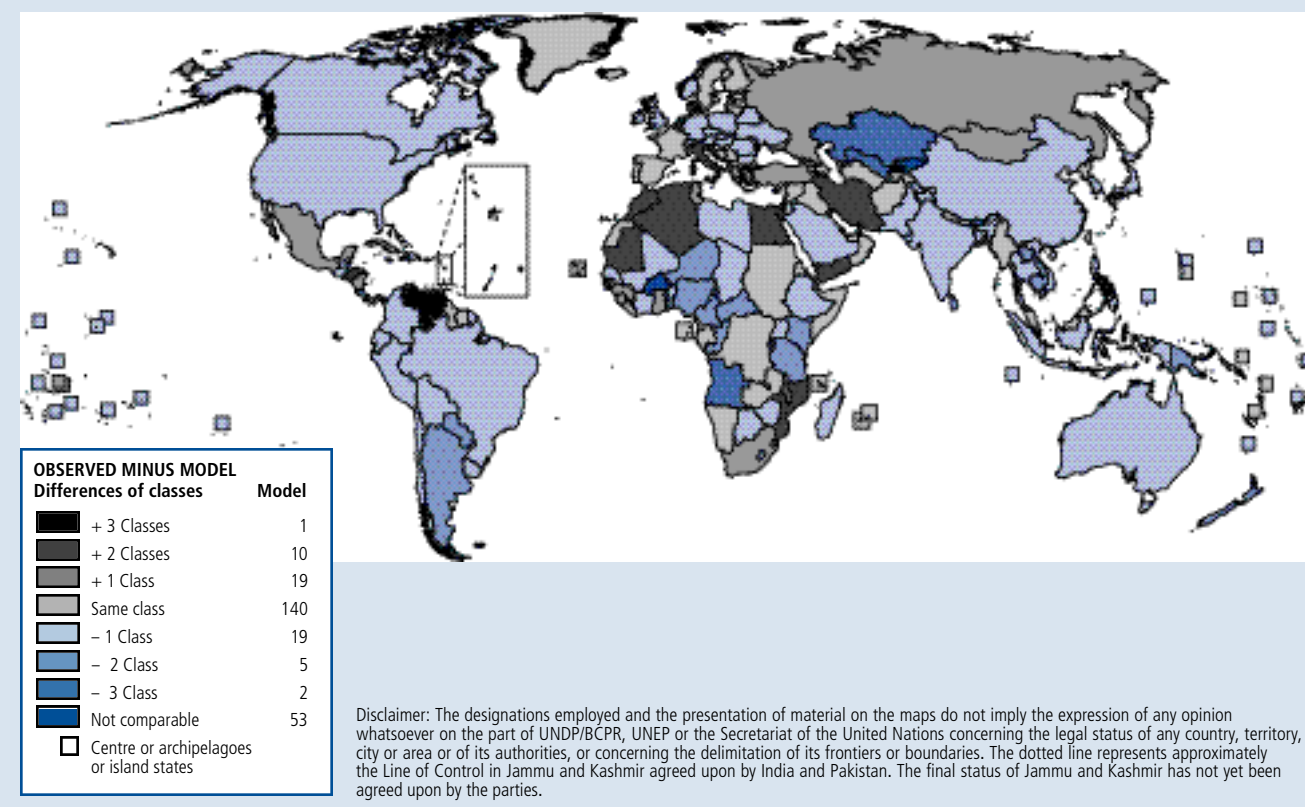 OBSERVED MINUS MODEL
Differences of classes Model
+ 3 Classes 1
+ 2 Classes 10
+ 1 Class 19
Same class 140
– 1 Class 19
– 2 Class 5
– 3 Class 2
Not comparable 53
Centre or archipelagoes
or island states
Disclaimer: The designations employed and the presentation of material on the maps do not imply the expression of any opinion
whatsoever on the part of UNDP/BCPR, UNEP or the Secretariat of the United Nations concerning the legal status of any country, territory,
city or area or of its authorities, or concerning the delimitation of its frontiers or boundaries. The dotted line represents approximately
the Line of Control in Jammu and Kashmir agreed upon by India and Pakistan. The final status of Jammu and Kashmir has not yet been
agreed upon by the parties.